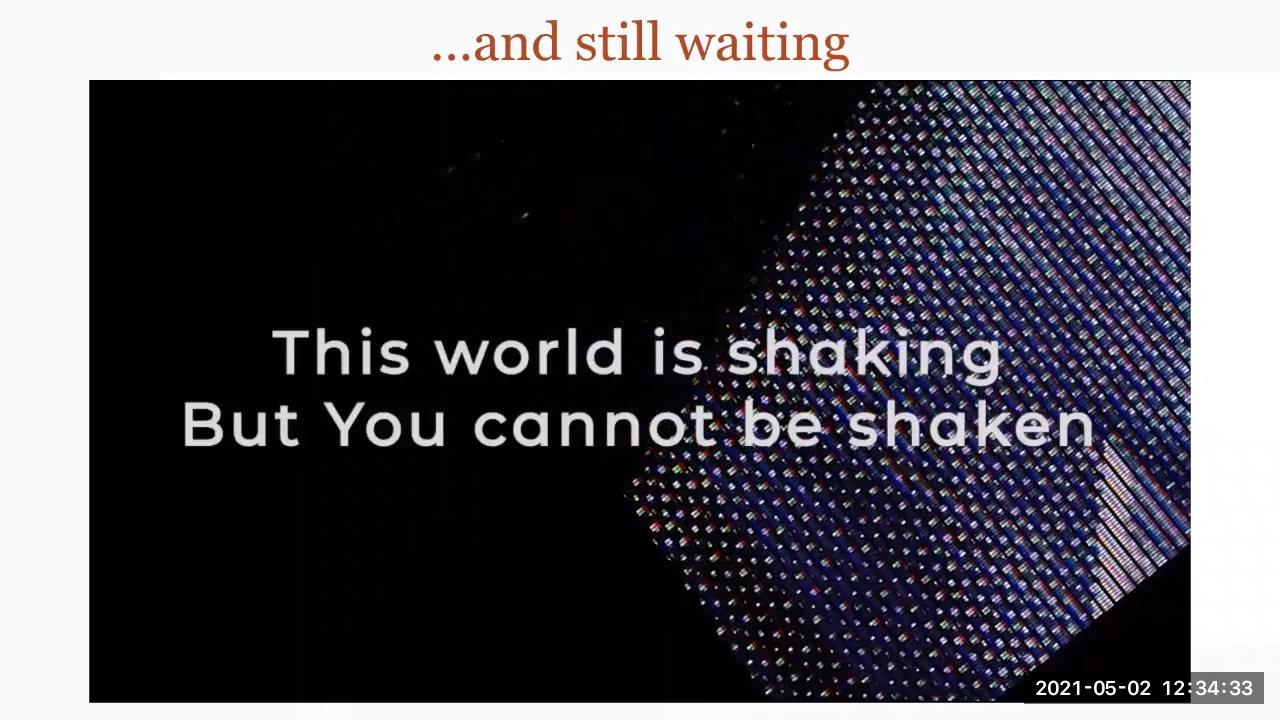 ...and still waiting
This world is shaking
But You cannot be shaken
2021-05-02 12:34:33